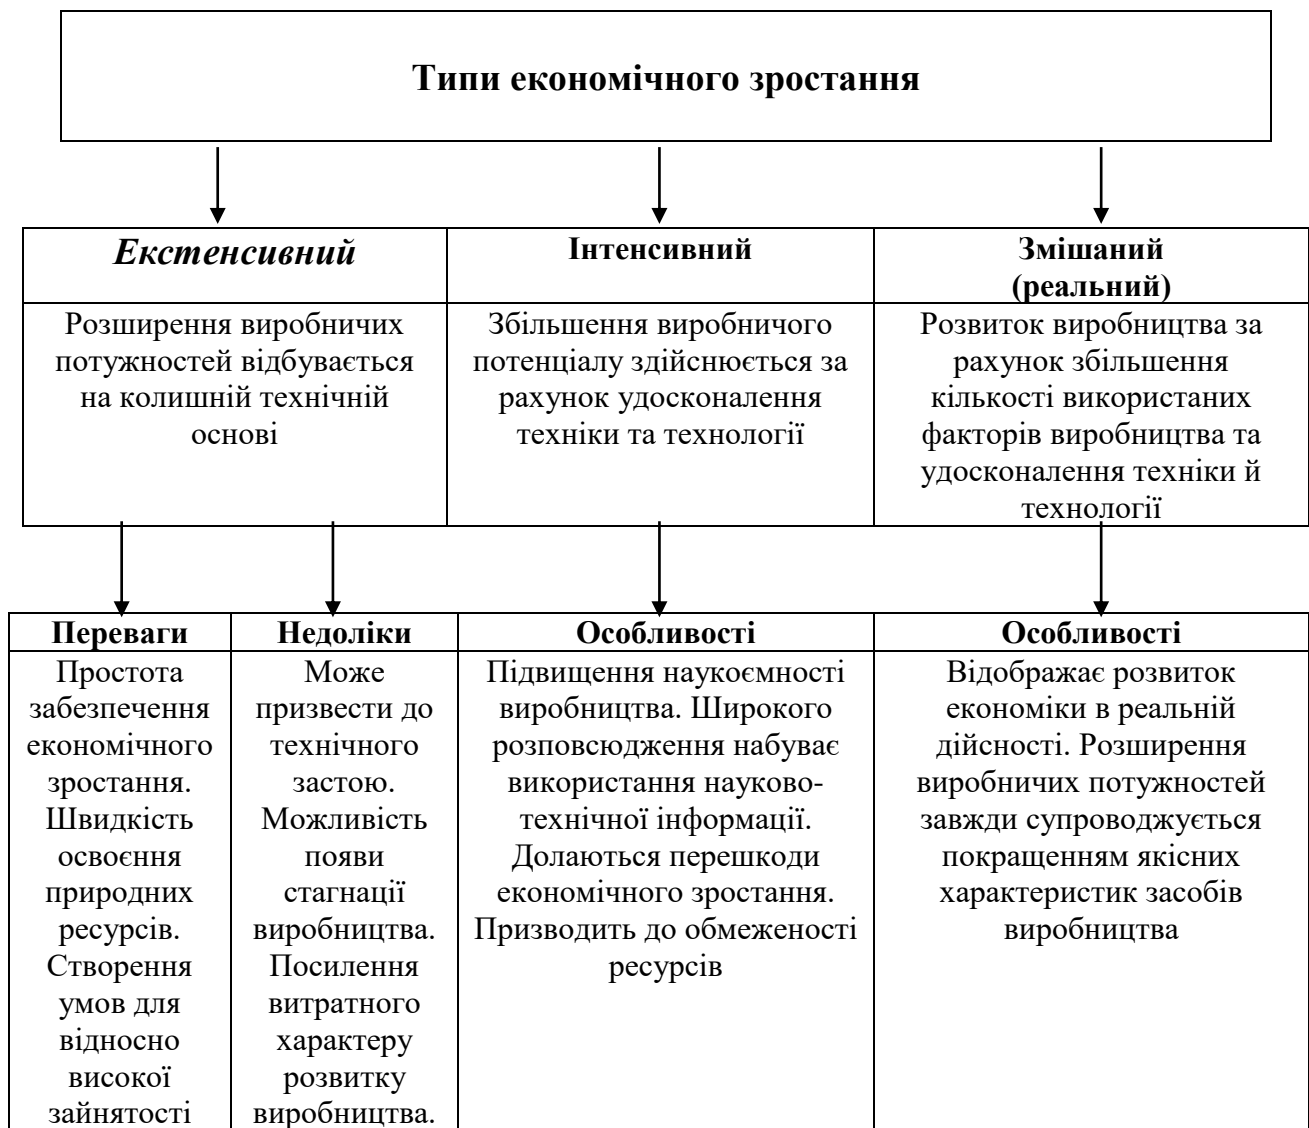 Типи економічного зростання
Екстенсивний
Розширення виробничих
потужностей відбувається
на колишній технічній
основі
Інтенсивний
Збільшення виробничого
потенціалу здійснюється за
рахунок удосконалення
техніки та технології
Змішаний
(реальний)
Розвиток виробництва за
рахунок збільшення
кількості використаних
факторів виробництва та
удосконалення техніки й
технології
Переваги
Простота
забезпечення
економічного
зростання.
Швидкість
освоєння
природних
ресурсів.
Створення
умов для
відносно
високої
зайнятості
Недоліки
Може
призвести до
технічного
застою.
Можливість
появи
стагнації
виробництва.
Посилення
витратного
характеру
розвитку
виробництва.
Особливості
Підвищення наукоємності
виробництва. Широкого
розповсюдження набуває
використання науково-
технічної інформації.
Долаються перешкоди
економічного зростання.
Призводить до обмеженості
ресурсів
Особливості
Відображає розвиток
економіки в реальній
дійсності. Розширення
виробничих потужностей
завжди супроводжується
покращенням якісних
характеристик засобів
виробництва